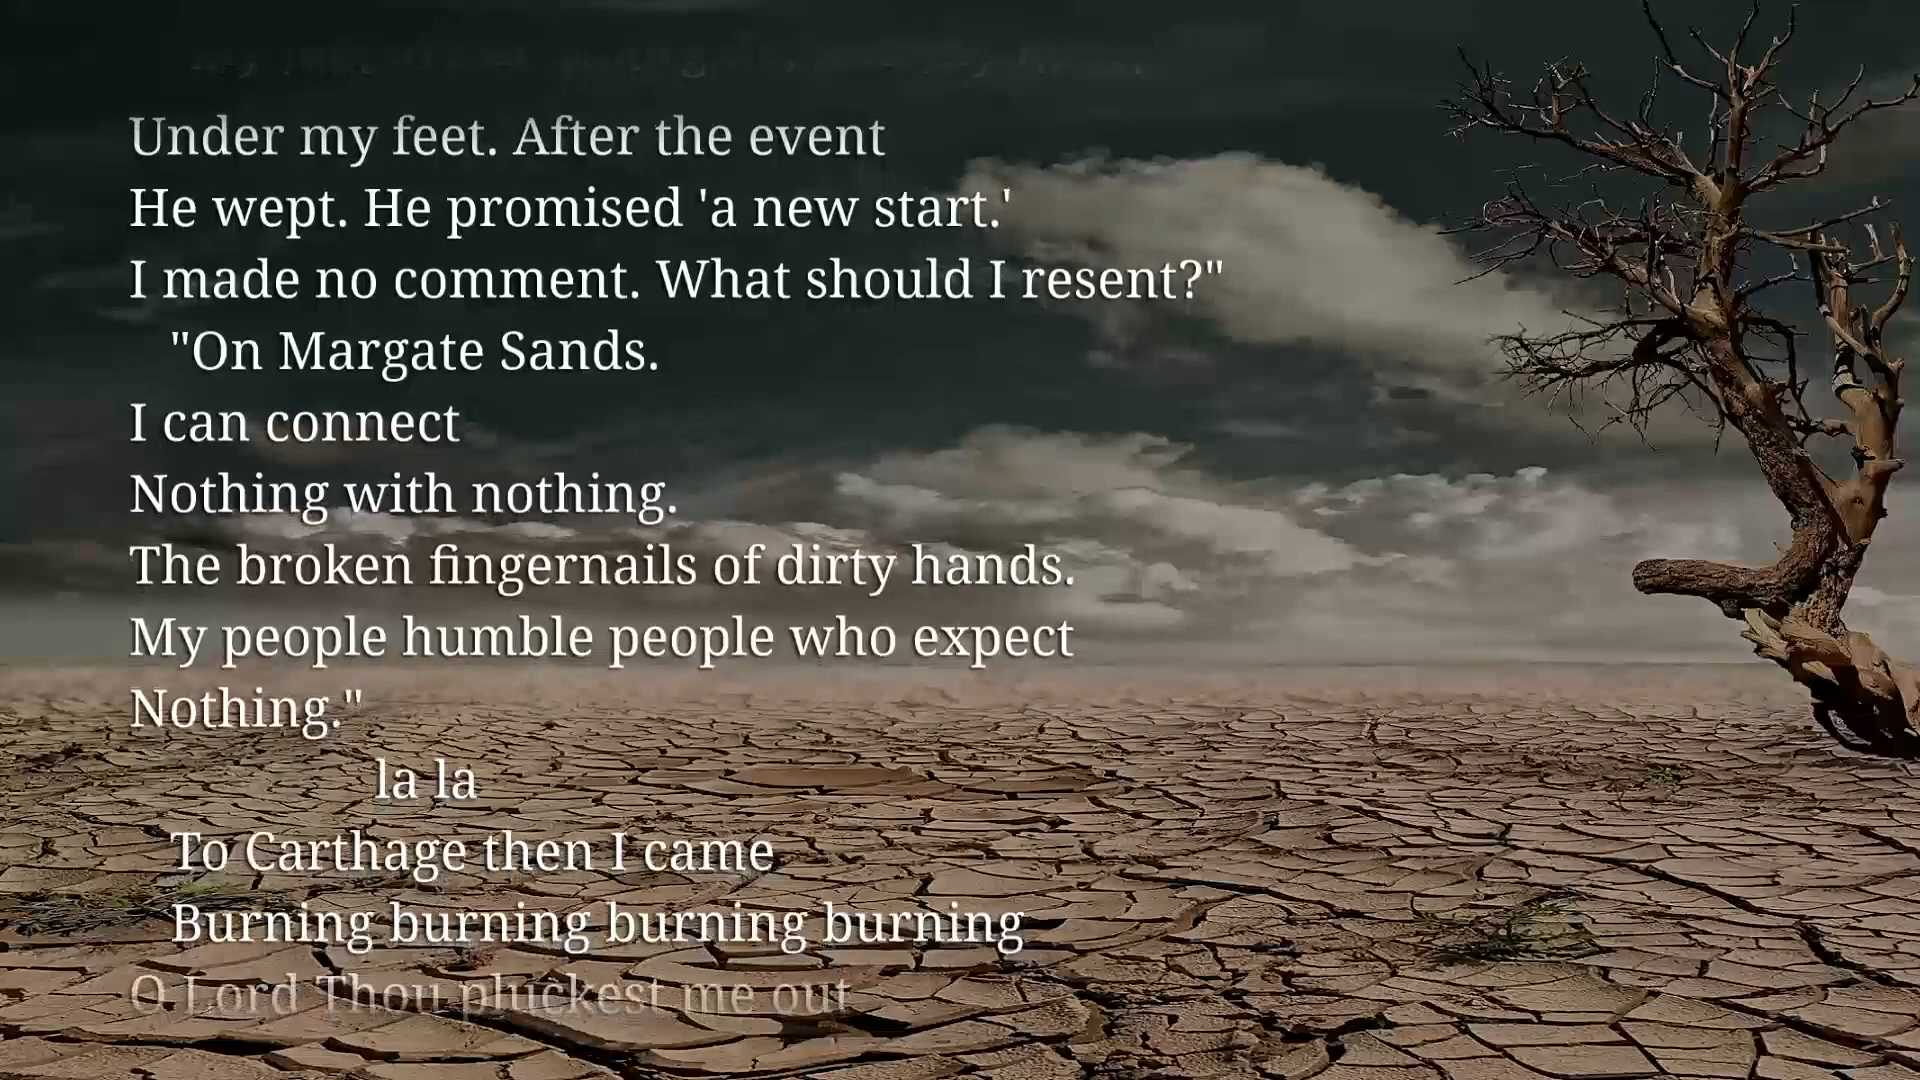 Under my feet. After the event
He wept. He promised 'a new start.'
I made no comment. What should I resent?"
"On Margate Sands.
I can connect
Nothing with nothing.
The broken fingernails of dirty hands.
My people humble people who expect
Nothing."
la la
To Carthage then I came
Burning burning burning burning
O Lord Thou pluckest me out